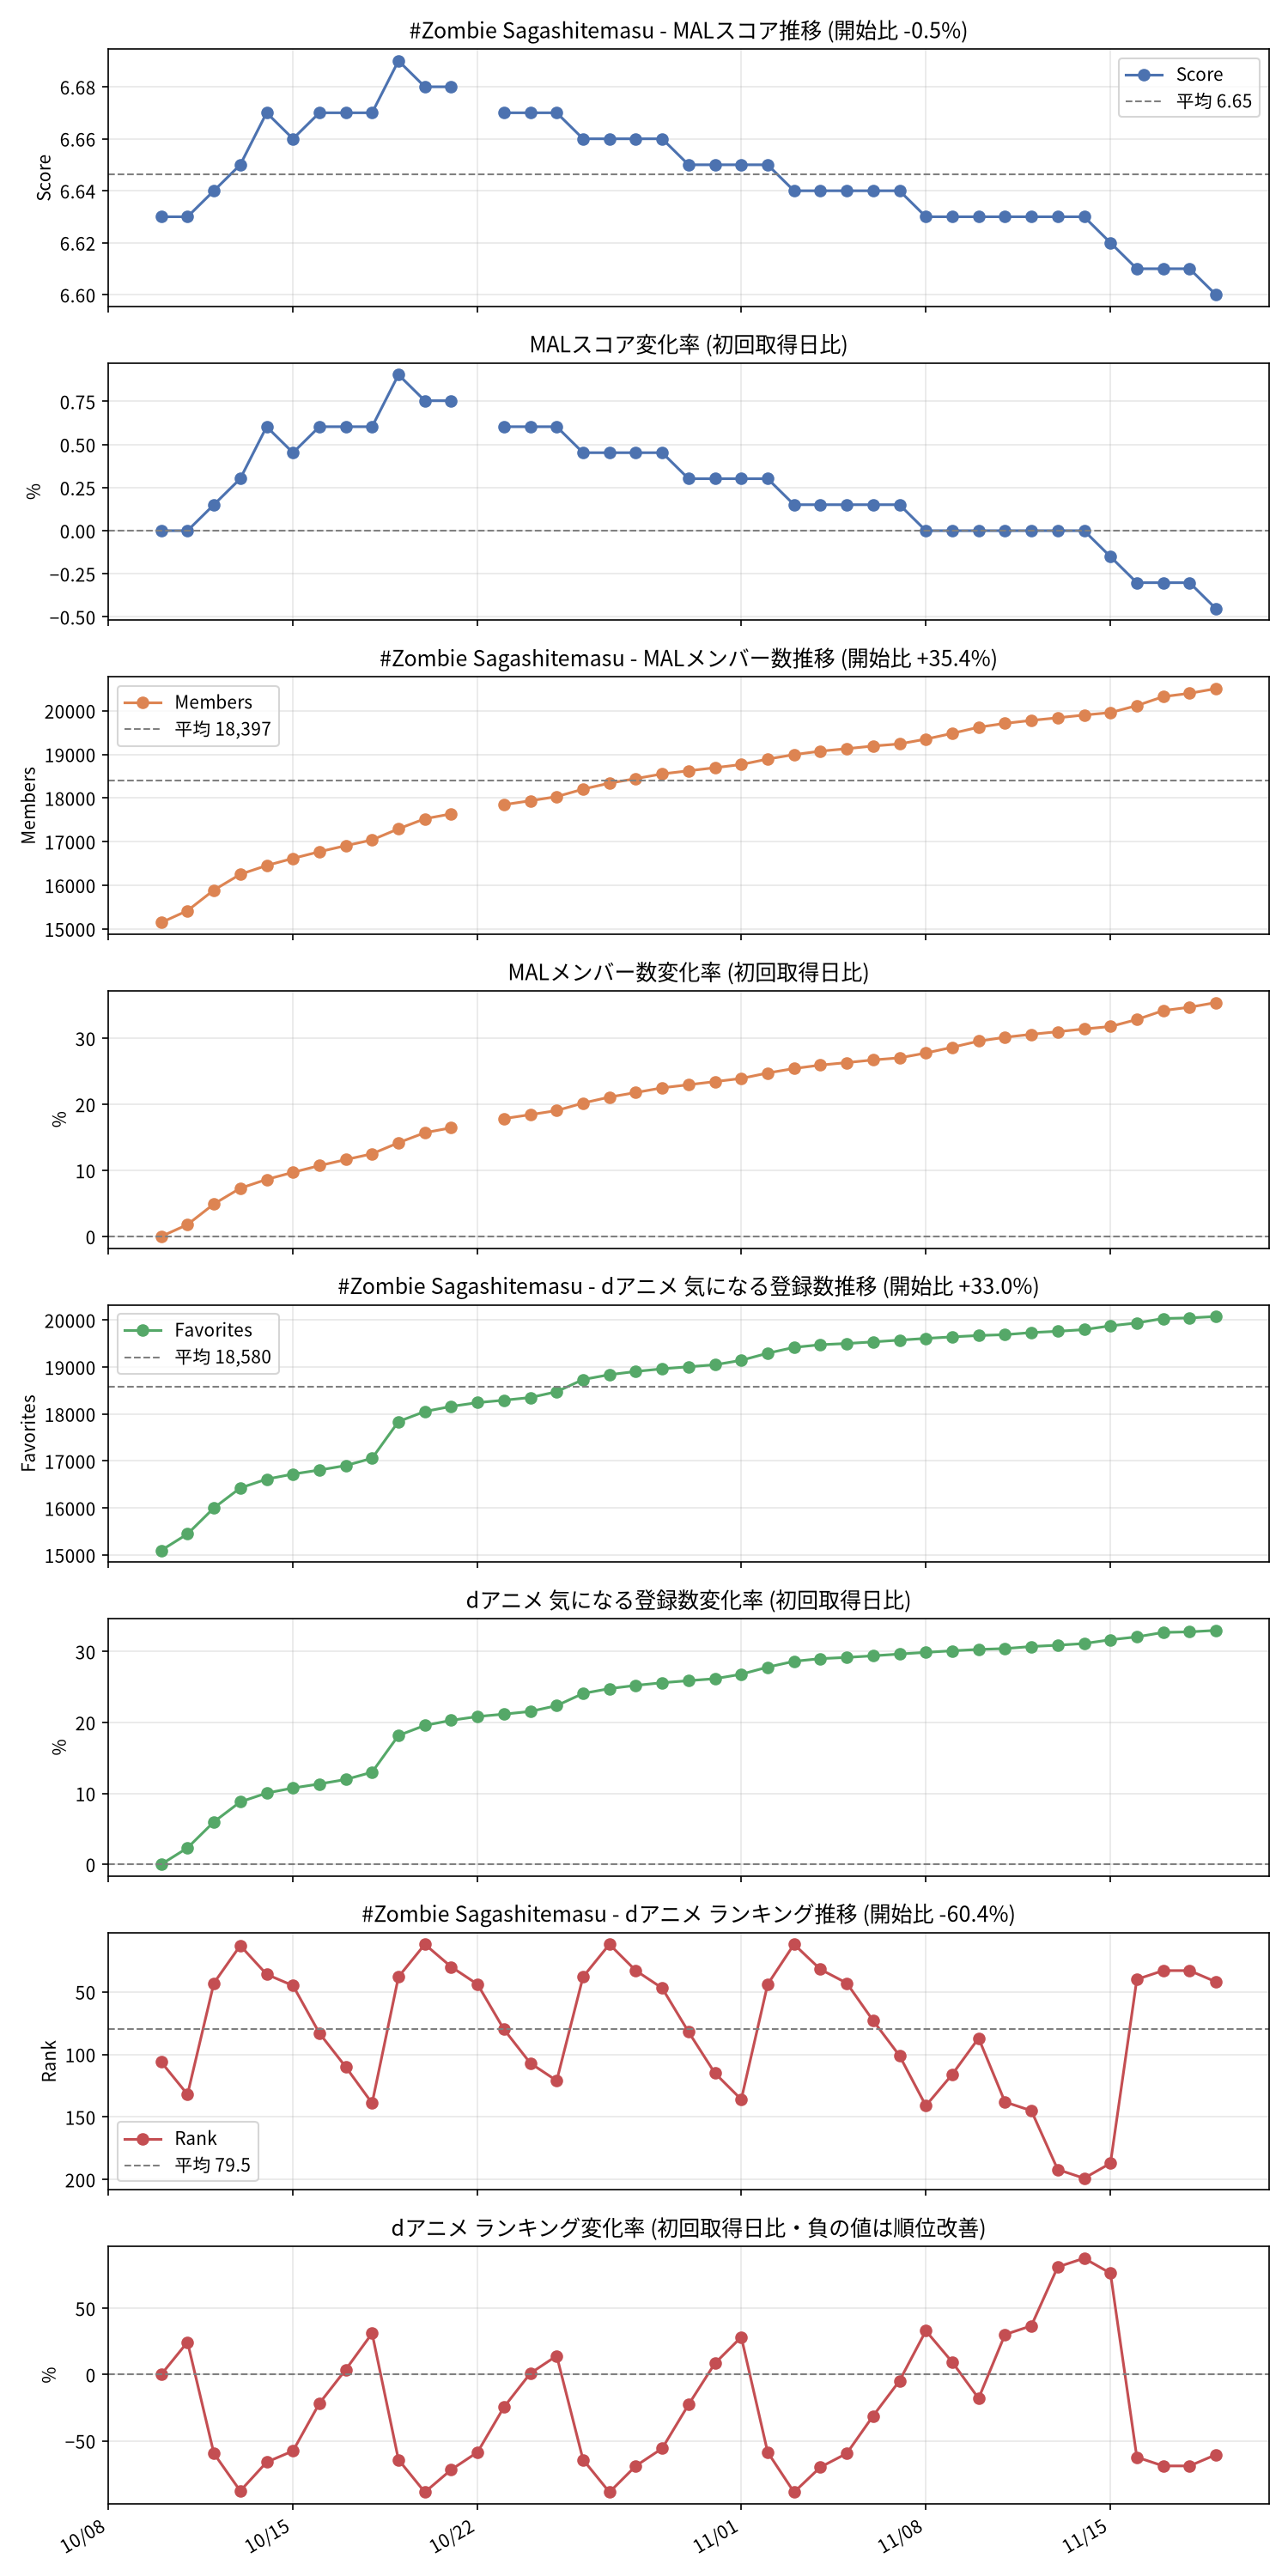 #Zombie Sagashitemasu - MALスコア推移 (開始比 -0.5%)
Score
6.68
6.66
6.64
6.62
6.60
Score
平均 6.65
MALスコア変化率 (初回取得日比)
%
0.75
0.50
0.25
0.00
−0.25
−0.50
#Zombie Sagashitemasu - MALメンバー数推移 (開始比 +35.4%)
Members
20000
19000
18000
17000
16000
15000
Members
平均 18,397
MALメンバー数変化率 (初回取得日比)
%
30
20
10
0
#Zombie Sagashitemasu - dアニメ 気になる登録数推移 (開始比 +33.0%)
Favorites
20000
19000
18000
17000
16000
15000
Favorites
平均 18,580
dアニメ 気になる登録数変化率 (初回取得日比)
%
30
20
10
0
#Zombie Sagashitemasu - dアニメ ランキング推移 (開始比 -60.4%)
Rank
50
100
150
200
Rank
平均 79.5
dアニメ ランキング変化率 (初回取得日比・負の値は順位改善)
%
50
0
−50
10/08
10/15
10/22
11/01
11/08
11/15